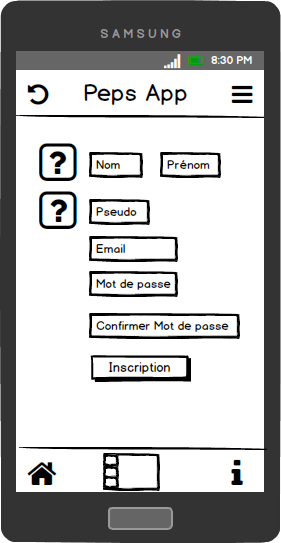 SAMSUNG
8:30 PM
Peps App
? Nom Prénom
? Pseudo
Email
Mot de passe
Confirmer Mot de passe
Inscription
i